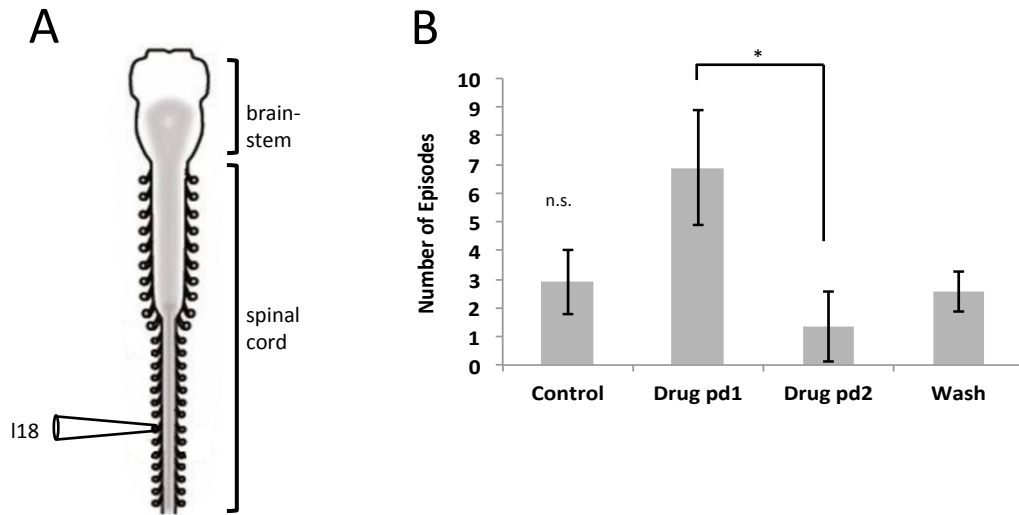 A
brain-
stem
spinal
cord
l18
B
*
Number of Episodes
10
9
8
7
6
5
4
3
2
1
0
n.s.
Control
Drug pd1
Drug pd2
Wash